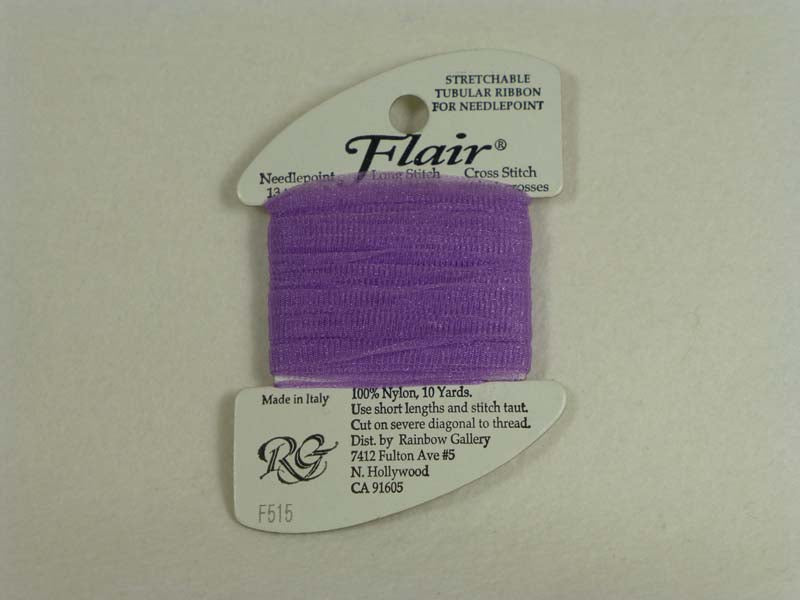 STRETCHABLE
TUBULAR RIBBON
FOR NEEDLEPOINT
Flair®
Needlepoint Long Stitch Cross Stitch
13
Made in Italy
100% Nylon, 10 Yards.
Use short lengths and stitch taut.
Cut on severe diagonal to thread.
Dist. by Rainbow Gallery
7412 Fulton Ave #5
N. Hollywood
CA 91605
RG
F515